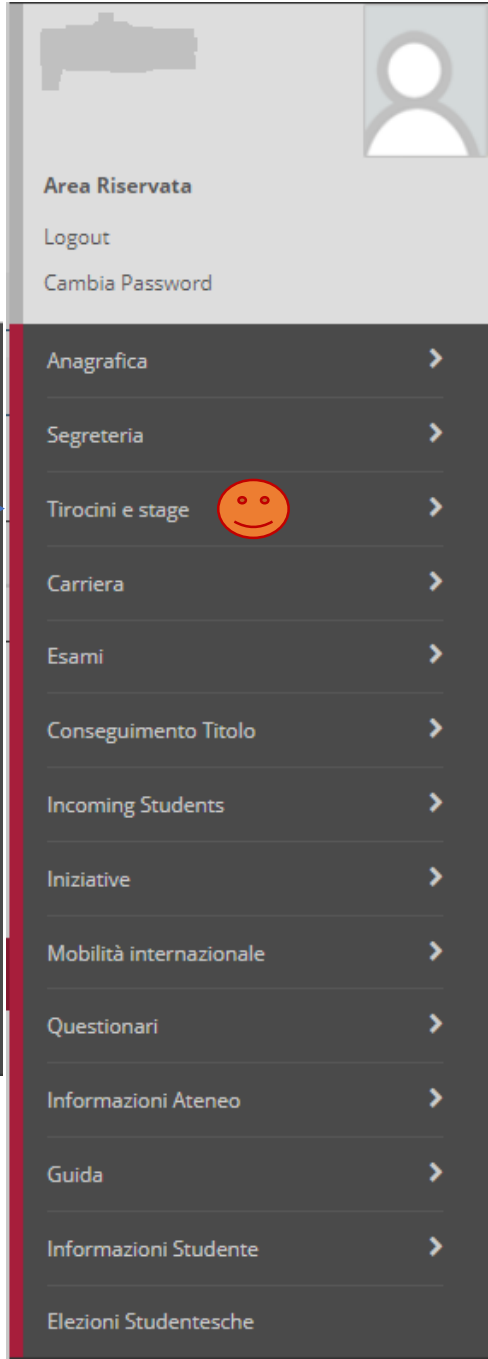 Area Riservata
Logout
Cambia Password
Anagrafica
Segreteria
Tirocini e stage
Carriera
Esami
Conseguimento Titolo
Incoming Students
Iniziative
Mobilità internazionale
Questionari
Informazioni Ateneo
Guida
Informazioni Studente
Elezioni Studentesche